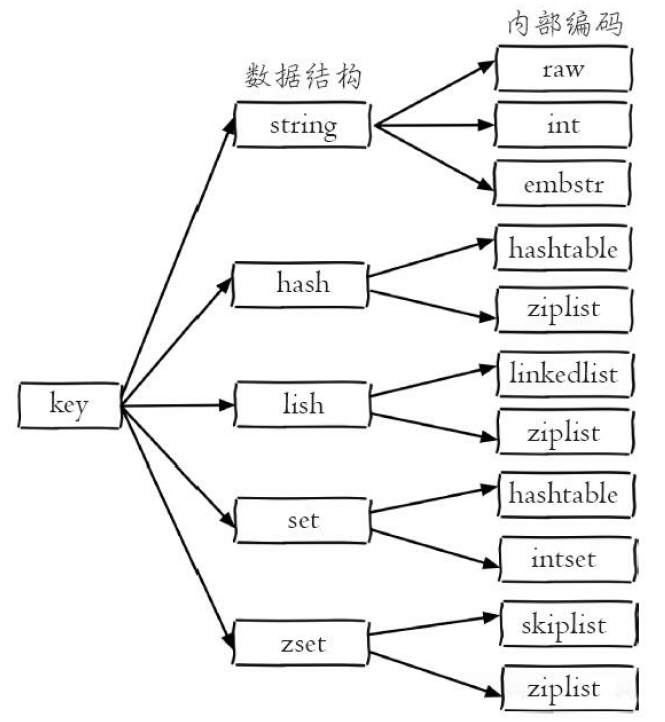 内部编码
数据结构
raw
string
int
embstr
hashtable
hash
ziplist
linkedlist
key
lish
ziplist
hashtable
set
intset
skiplist
zset
ziplist